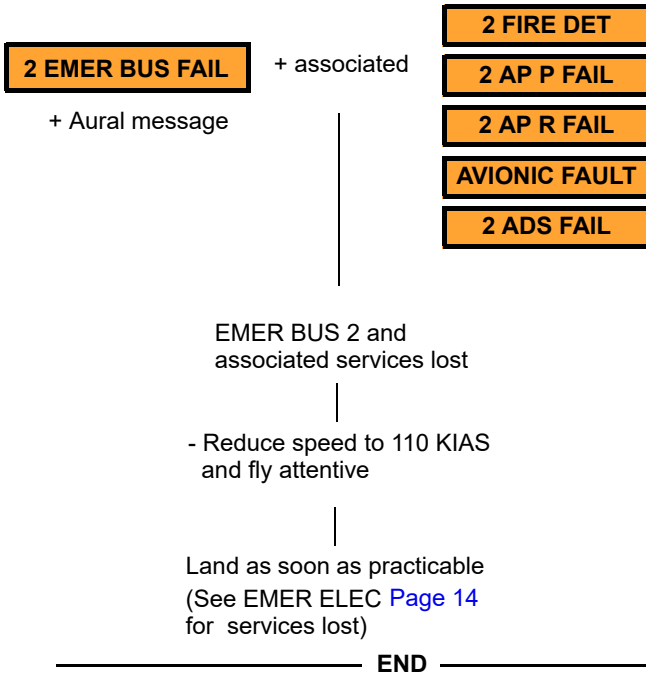 2 EMER BUS FAIL
+ associated
+ Aural message
2 FIRE DET
2 AP P FAIL
2 AP R FAIL
AVIONIC FAULT
2 ADS FAIL
EMER BUS 2 and
associated services lost
- Reduce speed to 110 KIAS
and fly attentive
Land as soon as practicable
(See EMER ELEC Page 14
for services lost)
END